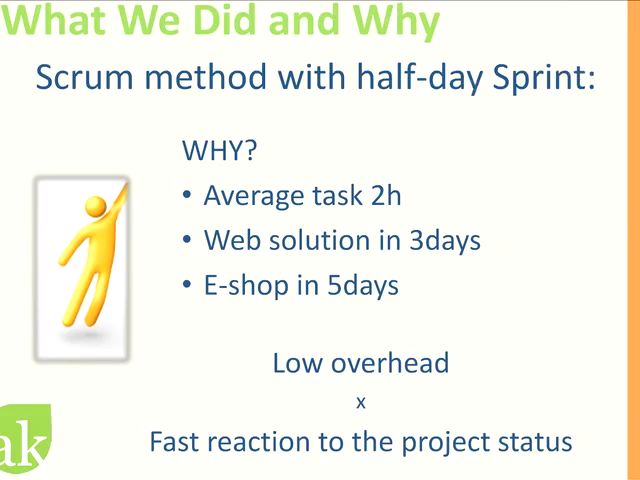 What We Did and Why
Scrum method with half-day Sprint:
WHY?
• Average task 2h
• Web solution in 3days
• E-shop in 5days
Low overhead
x
Fast reaction to the project status
ak